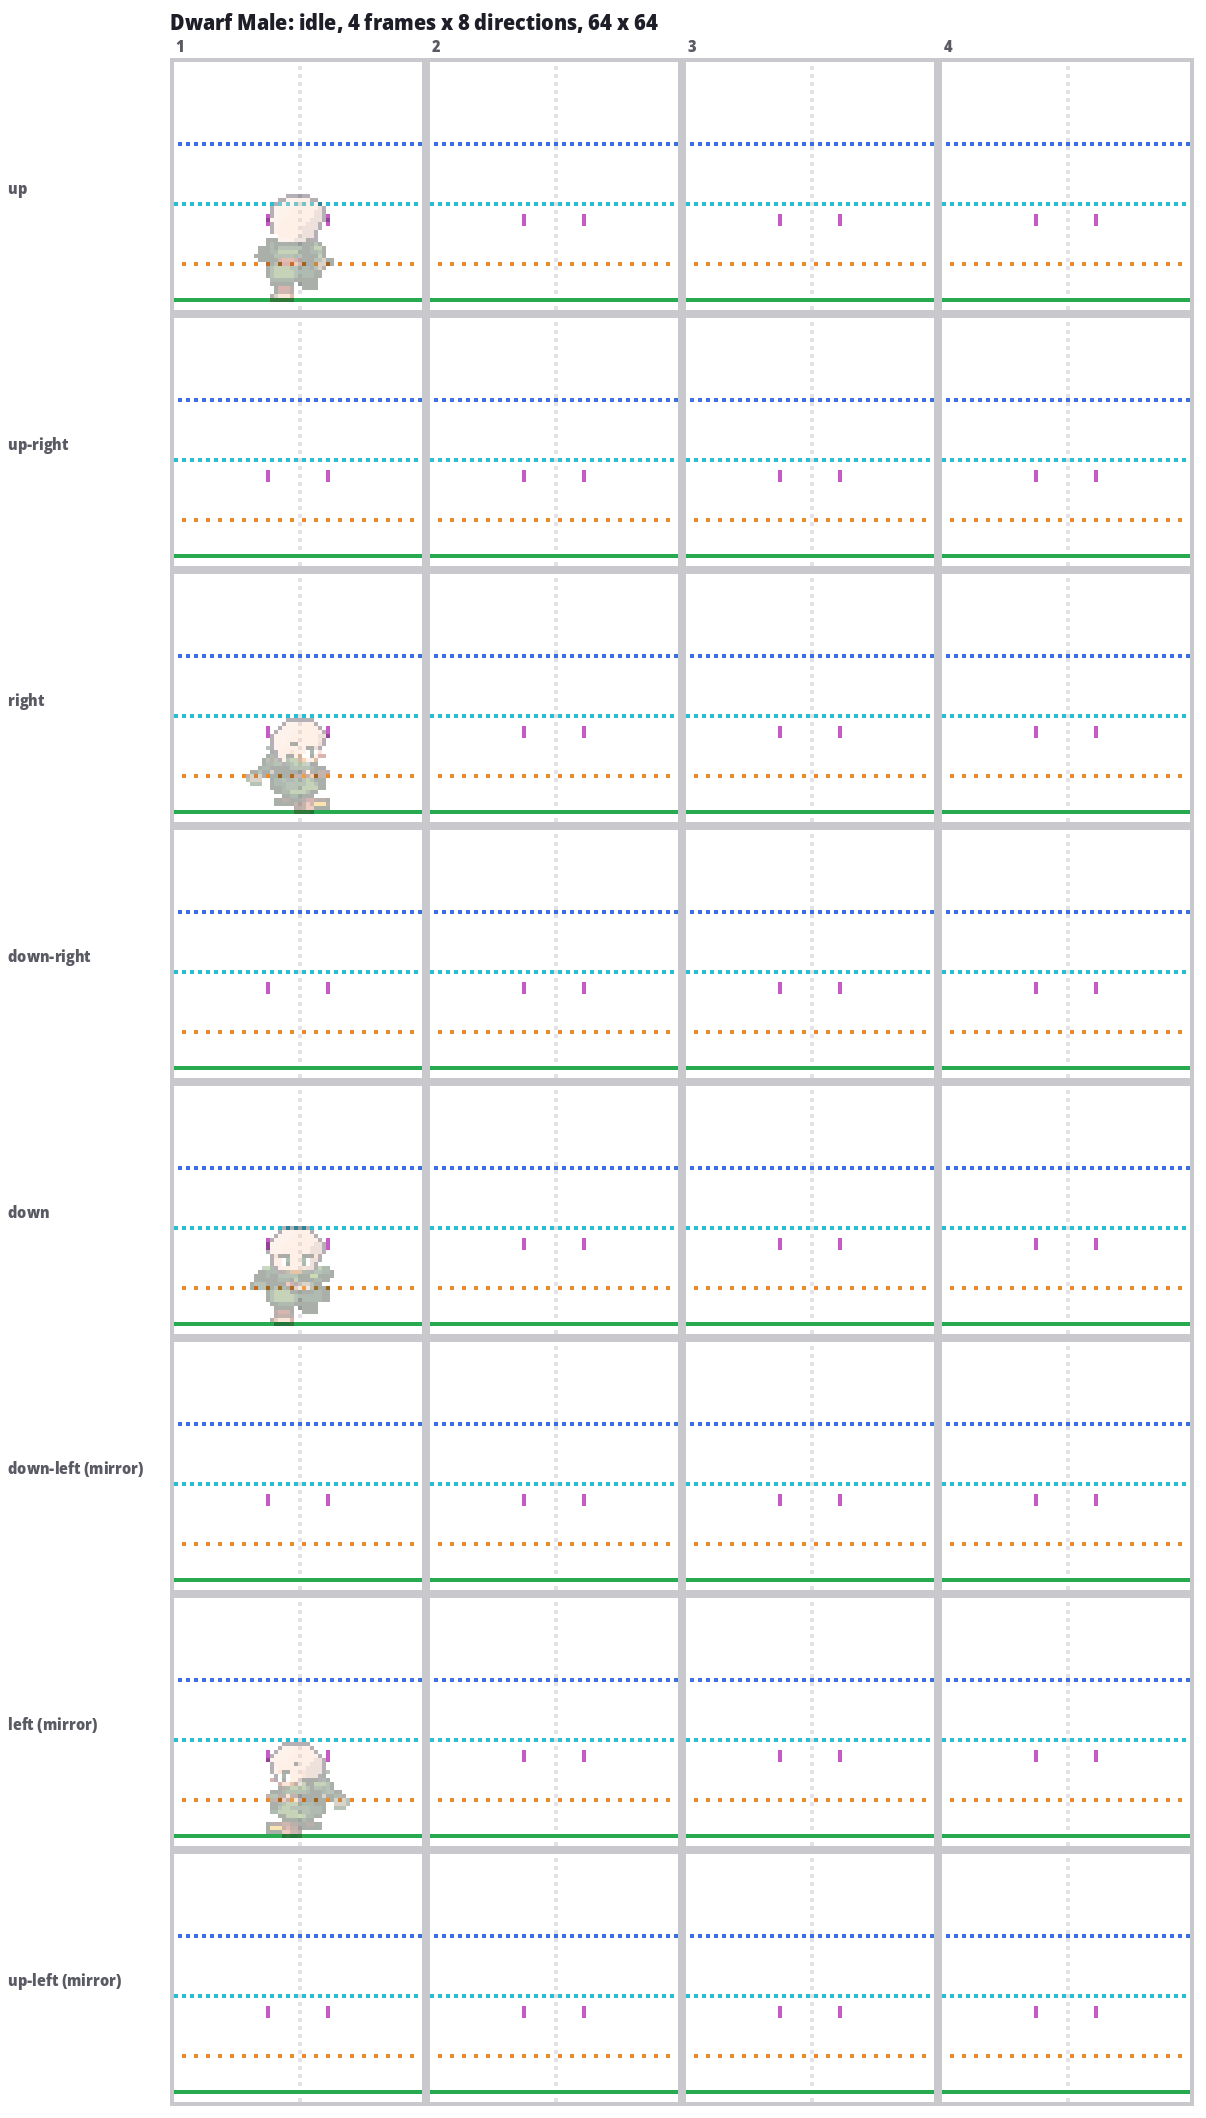 Dwarf Male: idle, 4 frames x 8 directions, 64 x 64
1 2 3 4
up
up-right
right
down-right
down
down-left (mirror)
left (mirror)
up-left (mirror)